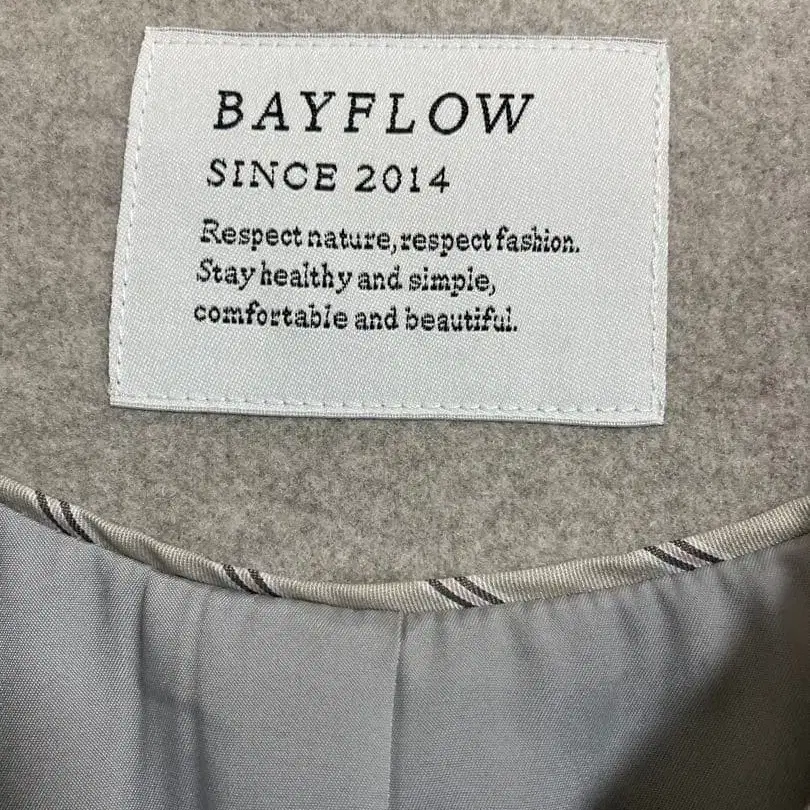 BAYFLOW
SINCE 2014
Respect nature, respect fashion.
Stay healthy and simple,
comfortable and beautiful.